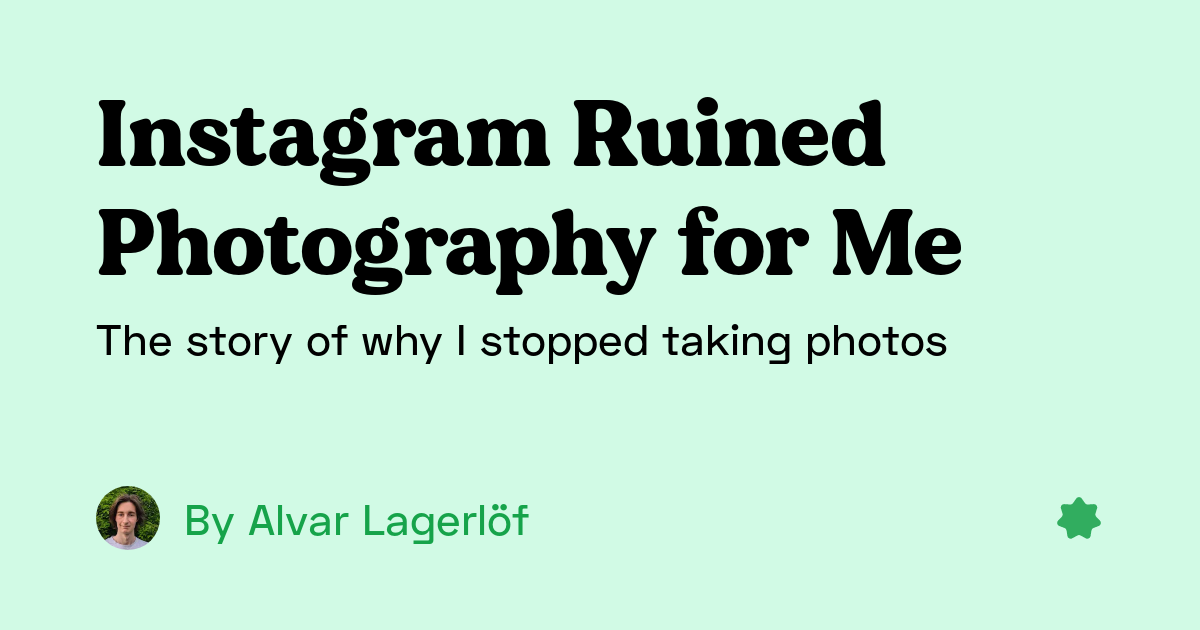 Instagram Ruined
Photography for Me
The story of why I stopped taking photos
By Alvar Lagerlöf